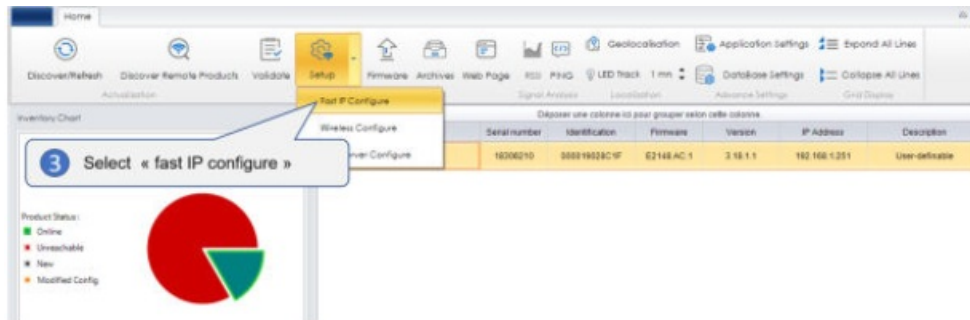 Home
Discover/Refresh
Discover Remote Products
Validate
Setup
Firmware
Archives
Web Page
RSSI
PING
LED Track
1 mn
Geolocalisation
Application Settings
DataBase Settings
Expand All Lines
Collapse All Lines
Actualisation
Signal Analysis
Localisation
Advance Settings
Grid Display
Fast IP Configure
Wireless Configure
Server Configure
Inventory Chart
Déposer une colonne ici pour grouper selon cette colonne.
Serial number Identification Firmware Version IP Address Description
E2148.AC.1 3.18.1.1 192.168.1.251 User-definable
3 Select « fast IP configure »
Product Status :
Online
Unreachable
New
Modified Config